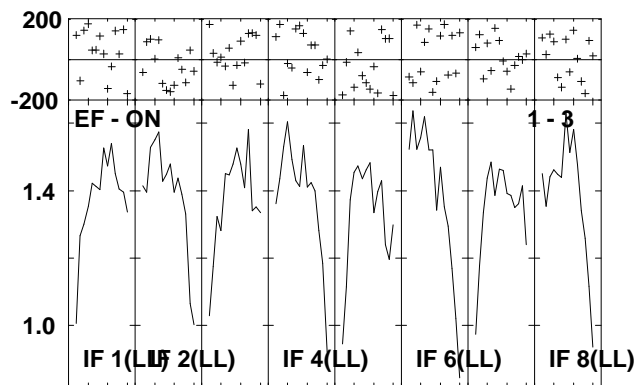 200
-200
EF - ON 1 - 3
1.4
1.0
IF 1(LL) IF 2(LL) IF 4(LL) IF 6(LL) IF 8(LL)